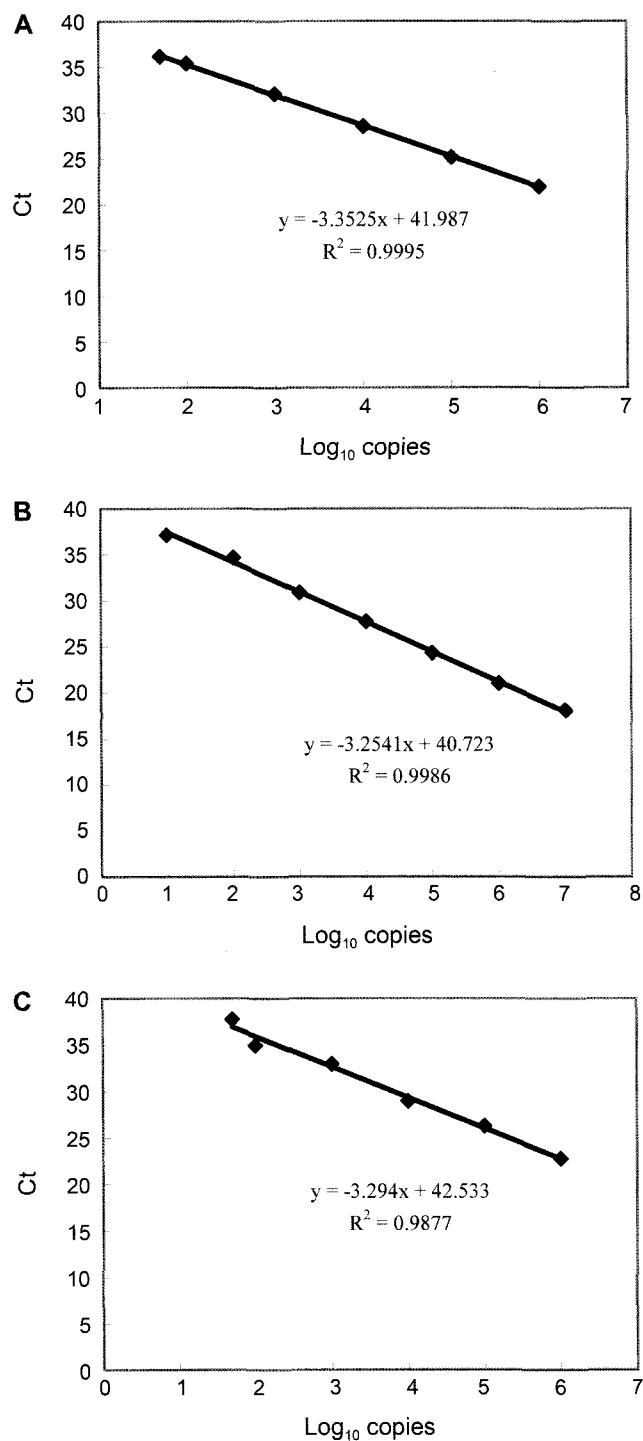 A
40
35
30
25
20
15
10
5
0
Ct
y = -3.3525x + 41.987
R² = 0.9995
1 2 3 4 5 6 7
Log₁₀ copies
B
40
35
30
25
20
15
10
5
0
Ct
y = -3.2541x + 40.723
R² = 0.9986
0 1 2 3 4 5 6 7 8
Log₁₀ copies
C
40
35
30
25
20
15
10
5
0
Ct
y = -3.294x + 42.533
R² = 0.9877
0 1 2 3 4 5 6 7
Log₁₀ copies